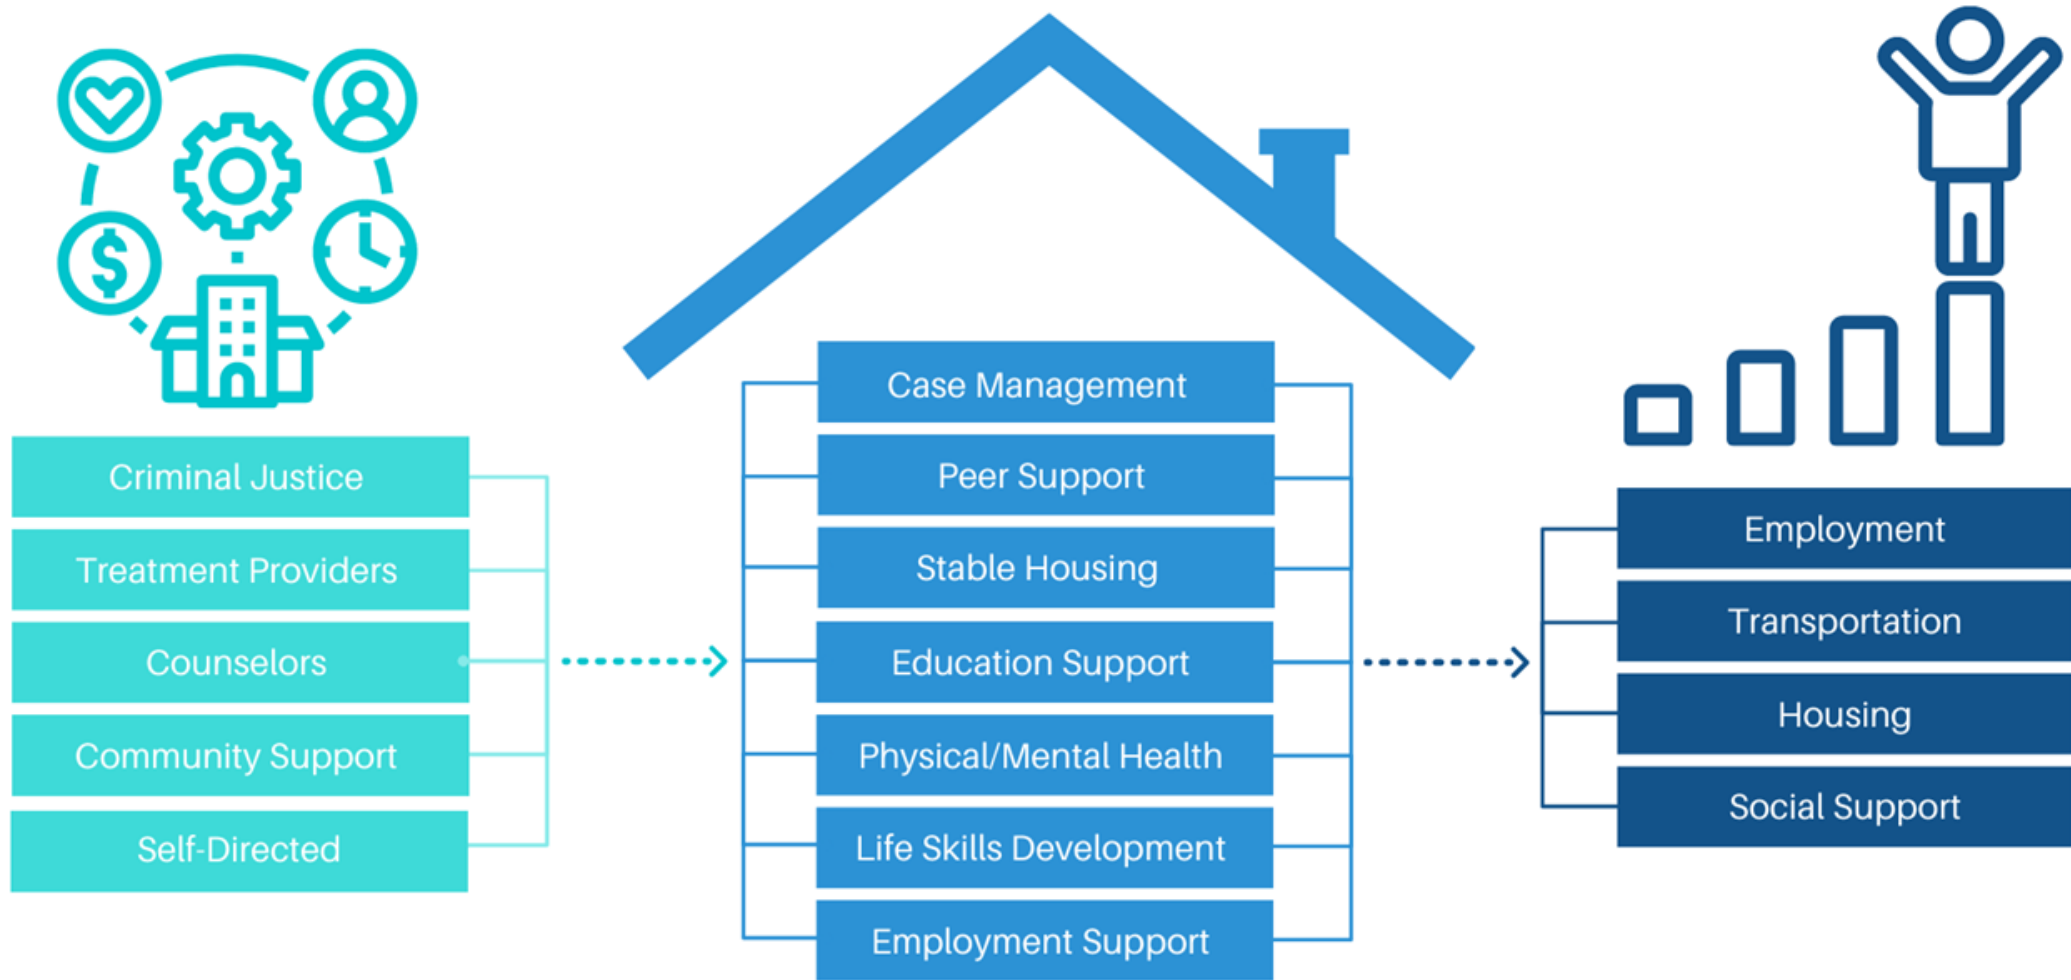 Criminal Justice
Treatment Providers
Counselors
Community Support
Self-Directed
Case Management
Peer Support
Stable Housing
Education Support
Physical/Mental Health
Life Skills Development
Employment Support
Employment
Transportation
Housing
Social Support